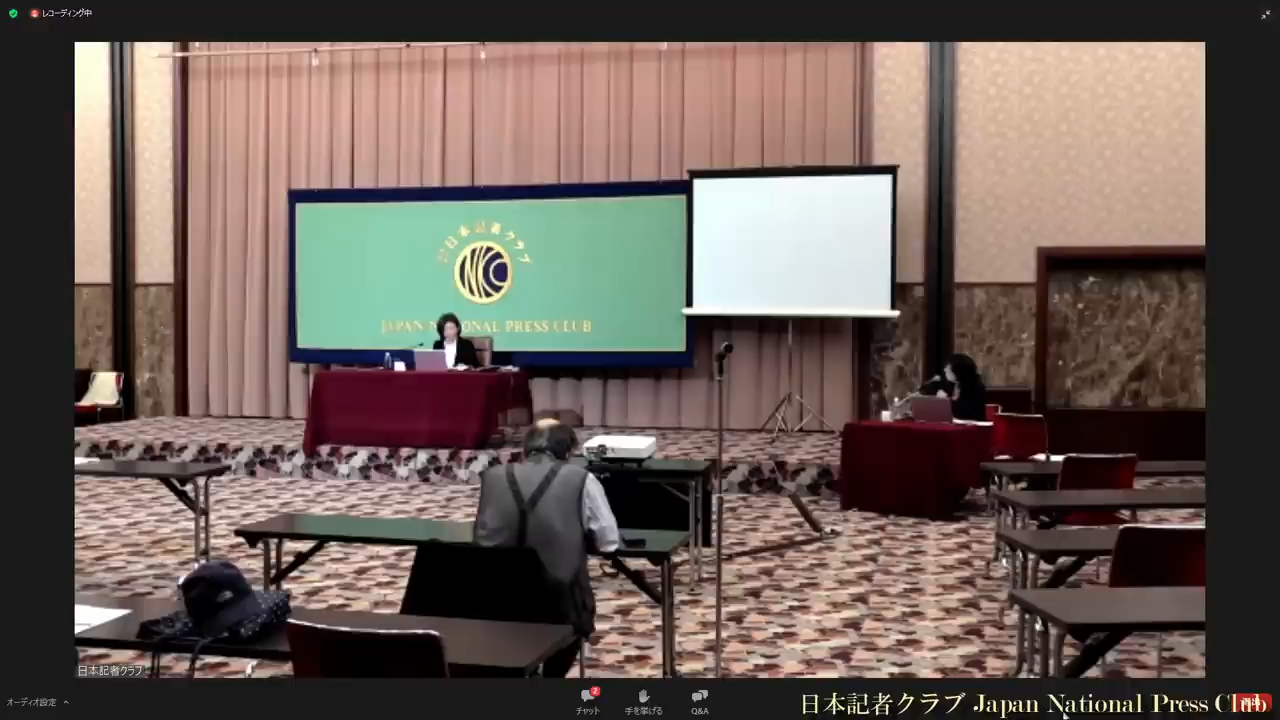 レコーディング中
日本記者クラブ
JAPAN NATIONAL PRESS CLUB
日本記者クラブ
オーディオ設定
2
チャット
手を挙げる
Q&A
日本記者クラブ Japan National Press Club